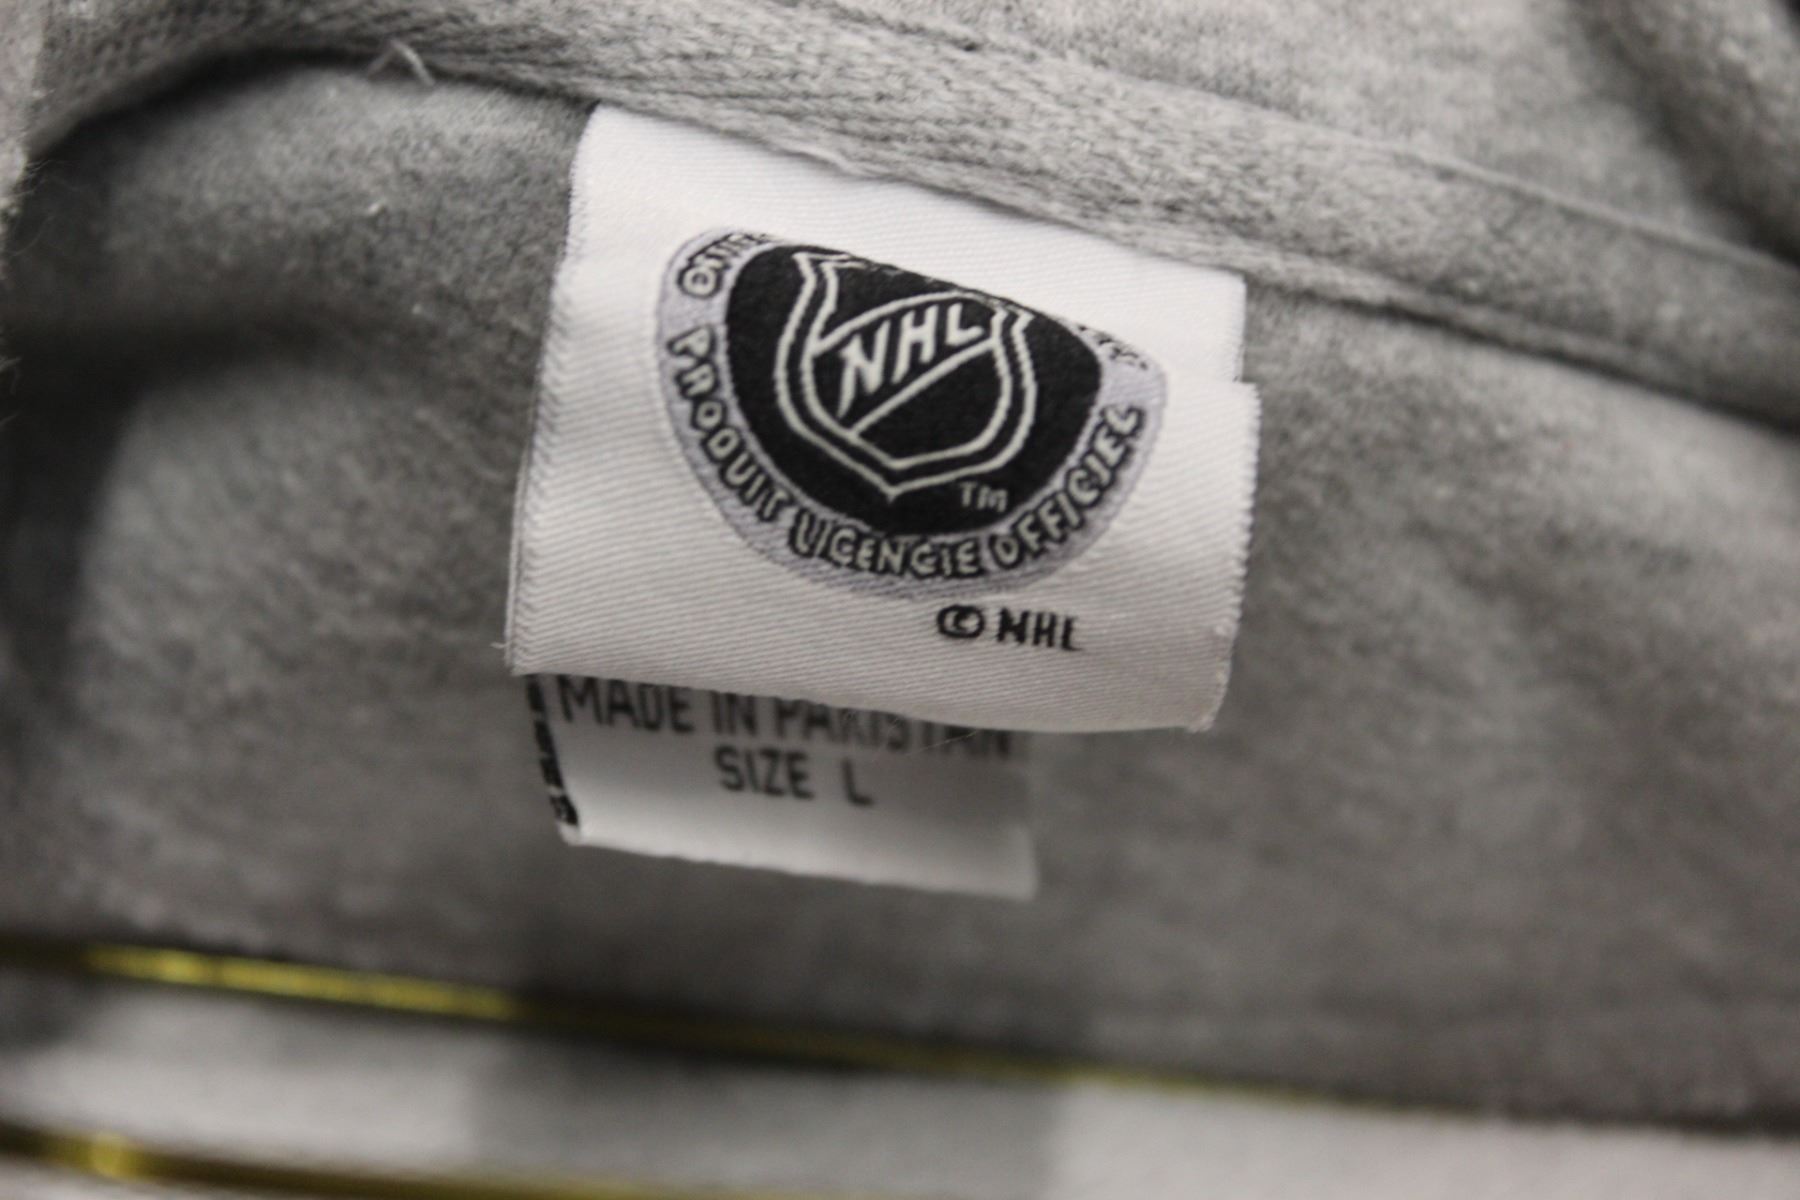 NHL
TM
PRODUIT LICENCIE OFFICIEL
© NHL
MADE IN PAKISTAN
SIZE L